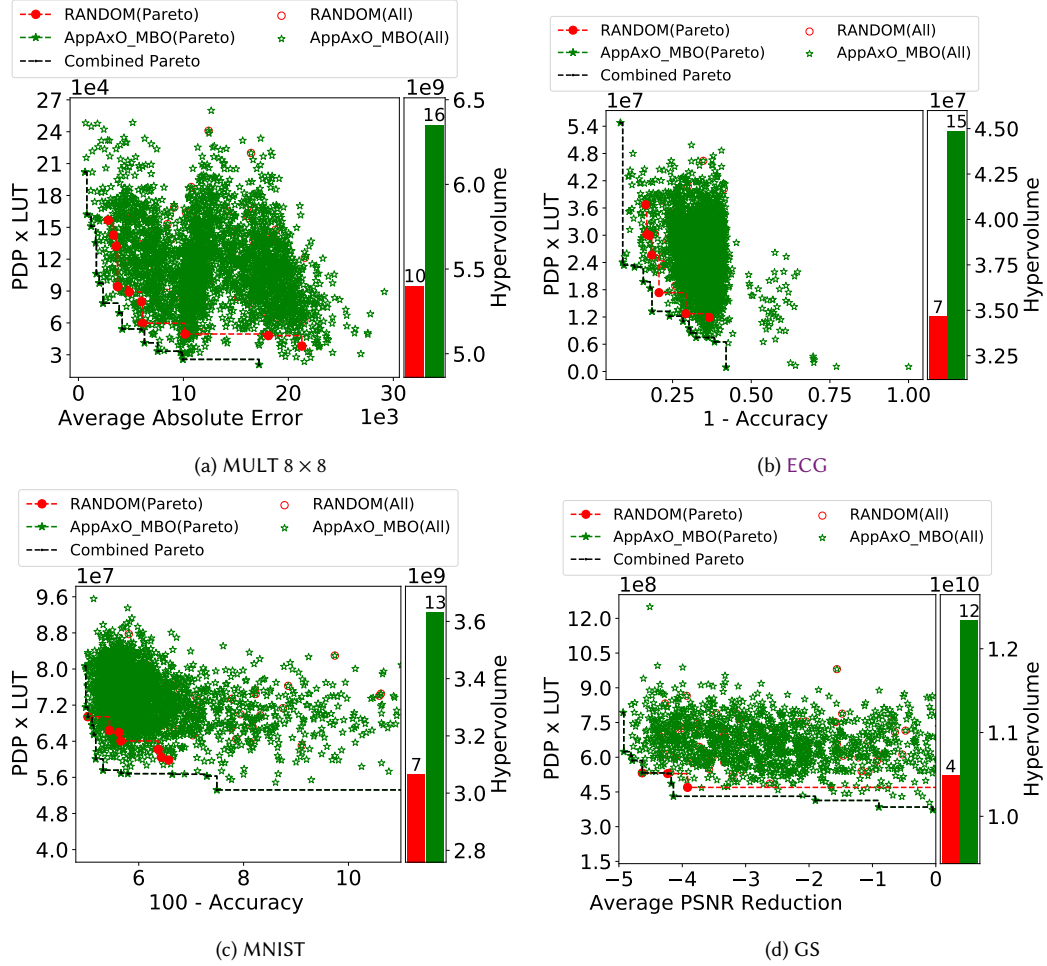 RANDOM(Pareto) RANDOM(All)
AppAxO_MBO(Pareto) AppAxO_MBO(All)
Combined Pareto
1e4 1e9
27
24
21
18
15
12
9
6
3
PDP x LUT
10
16
6.5
6.0
5.5
5.0
Hypervolume
0 10 20 30
Average Absolute Error 1e3
(a) MULT 8 × 8
RANDOM(Pareto) RANDOM(All)
AppAxO_MBO(Pareto) AppAxO_MBO(All)
Combined Pareto
1e7 1e7
5.4
4.8
4.2
3.6
3.0
2.4
1.8
1.2
0.6
0.0
PDP x LUT
7
15
4.50
4.25
4.00
3.75
3.50
3.25
Hypervolume
0.25 0.50 0.75 1.00
1 - Accuracy
(b) ECG
RANDOM(Pareto) RANDOM(All)
AppAxO_MBO(Pareto) AppAxO_MBO(All)
Combined Pareto
1e7 1e9
9.6
8.8
8.0
7.2
6.4
5.6
4.8
4.0
PDP x LUT
7
13
3.6
3.4
3.2
3.0
2.8
Hypervolume
6 8 10
100 - Accuracy
(c) MNIST
RANDOM(Pareto) RANDOM(All)
AppAxO_MBO(Pareto) AppAxO_MBO(All)
Combined Pareto
1e8 1e10
12.0
10.5
9.0
7.5
6.0
4.5
3.0
1.5
PDP x LUT
4
12
1.2
1.1
1.0
Hypervolume
−5 −4 −3 −2 −1 0
Average PSNR Reduction
(d) GS